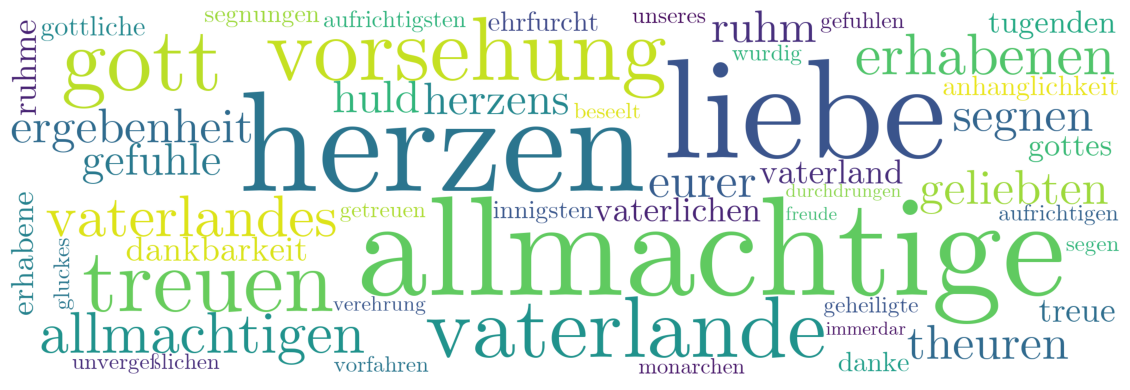 segnungen aufrichtigsten ehrfurcht unseres ruhm gefuhlen tugenden
gottliche
ruhme
gott vorsehung wurdig erhabenen
huld herzens beseelt liebe anhanglichkeit
ergebenheit herzen segnen
gefuhle gottes
eurer vaterland geliebten
durchdrungen
vaterlandes getreuen innigsten vaterlichen freude aufrichtigen
erhabene
gluckes
dankbarkeit allmachtige segen
treuen verehrung geheiligte treue
allmachtigen vaterlande immerdar theuren
unvergeßlichen vorfahren monarchen danke